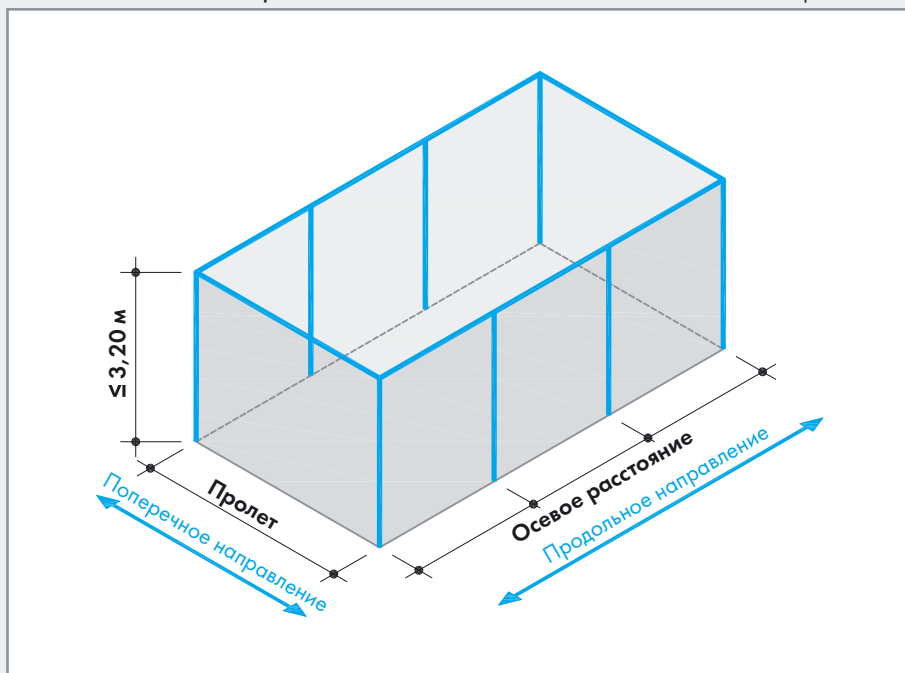 ≤ 3,20 м
Пролет
Поперечное направление
Осевое расстояние
Продольное направление